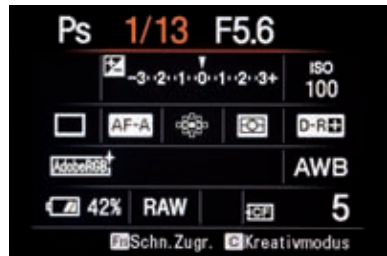 Ps 1/13 F5.6
-3··2··1··0··1··2··3+ ISO
100
AF-A D-R
AdobeRGB AWB
42% RAW CF 5
Fn Schn. Zugr. C Kreativmodus